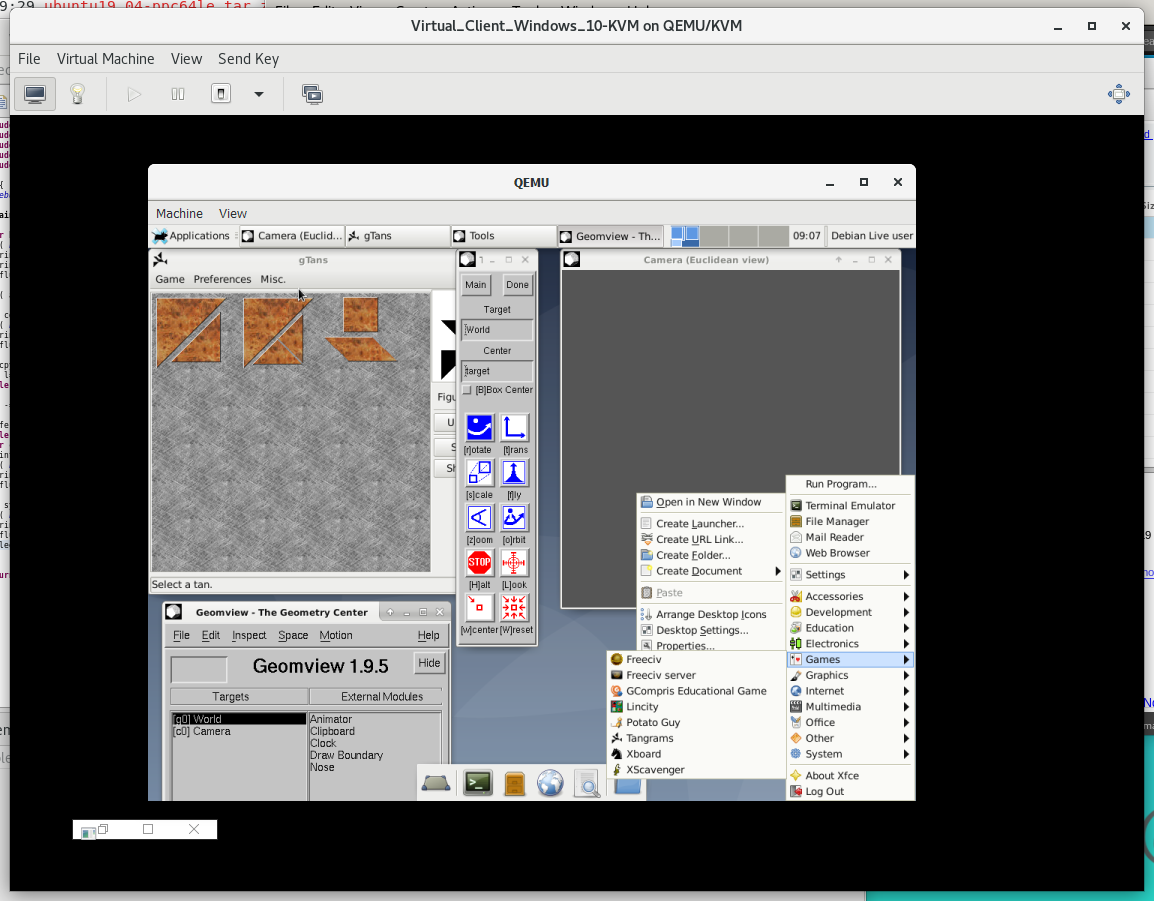 9:29 ubuntu19.04-ppc64le.tar.
Virtual_Client_Windows_10-KVM on QEMU/KVM
File Virtual Machine View Send Key
QEMU
Machine View
Applications Camera (Euclid... gTans Tools Geomview - Th... 09:07 Debian Live user
gTans
Game Preferences Misc.
Select a tan.
Main Done
Target
World
Center
target
[B]Box Center
[r]otate [t]rans
[s]cale [f]ly
[z]oom [o]rbit
STOP
[H]alt [L]ook
[w]center [W]reset
Camera (Euclidean view)
Geomview - The Geometry Center
File Edit Inspect Space Motion Help
Geomview 1.9.5 Hide
Targets External Modules
[g0] World
[c0] Camera
Animator
Clipboard
Clock
Draw Boundary
Nose
Open in New Window
Create Launcher...
Create URL Link...
Create Folder...
Create Document
Paste
Arrange Desktop Icons
Desktop Settings...
Properties...
Run Program...
Terminal Emulator
File Manager
Mail Reader
Web Browser
Settings
Accessories
Development
Education
Electronics
Games
Graphics
Internet
Multimedia
Office
Other
System
About Xfce
Log Out
Freeciv
Freeciv server
GCompris Educational Game
Lincity
Potato Guy
Tangrams
Xboard
XScavenger